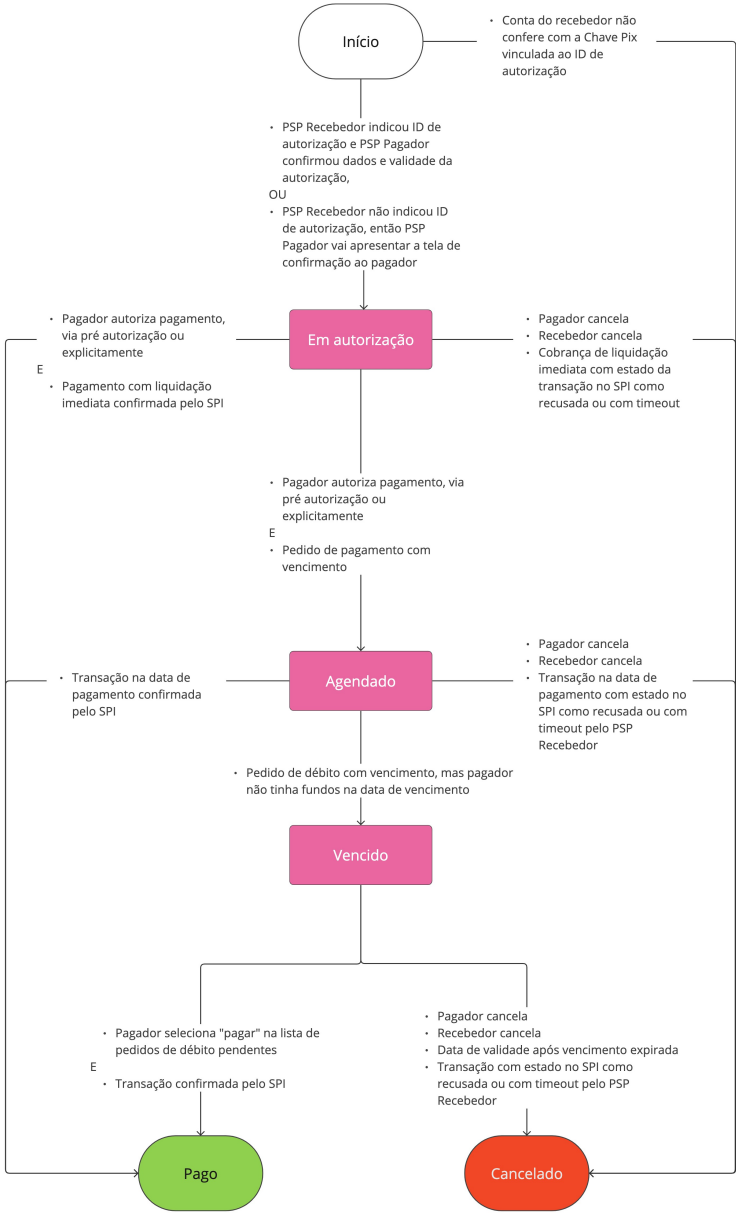 Início
• Conta do recebedor não
confere com a Chave Pix
vinculada ao ID de
autorização
• PSP Recebedor indicou ID de
autorização e PSP Pagador
confirmou dados e validade da
autorização,
OU
• PSP Recebedor não indicou ID
de autorização, então PSP
Pagador vai apresentar a tela de
confirmação ao pagador
• Pagador autoriza pagamento,
via pré autorização ou
explicitamente
E
• Pagamento com liquidação
imediata confirmada pelo SPI
Em autorização
• Pagador cancela
• Recebedor cancela
• Cobrança de liquidação
imediata com estado da
transação no SPI como
recusada ou com timeout
• Pagador autoriza pagamento, via
pré autorização ou
explicitamente
E
• Pedido de pagamento com
vencimento
• Transação na data de
pagamento confirmada
pelo SPI
Agendado
• Pagador cancela
• Recebedor cancela
• Transação na data de
pagamento com estado no
SPI como recusada ou com
timeout pelo PSP
Recebedor
• Pedido de débito com vencimento, mas pagador
não tinha fundos na data de vencimento
Vencido
• Pagador seleciona "pagar" na lista de
pedidos de débito pendentes
E
• Transação confirmada pelo SPI
• Pagador cancela
• Recebedor cancela
• Data de validade após vencimento expirada
• Transação com estado no SPI como
recusada ou com timeout pelo PSP
Recebedor
Pago
Cancelado